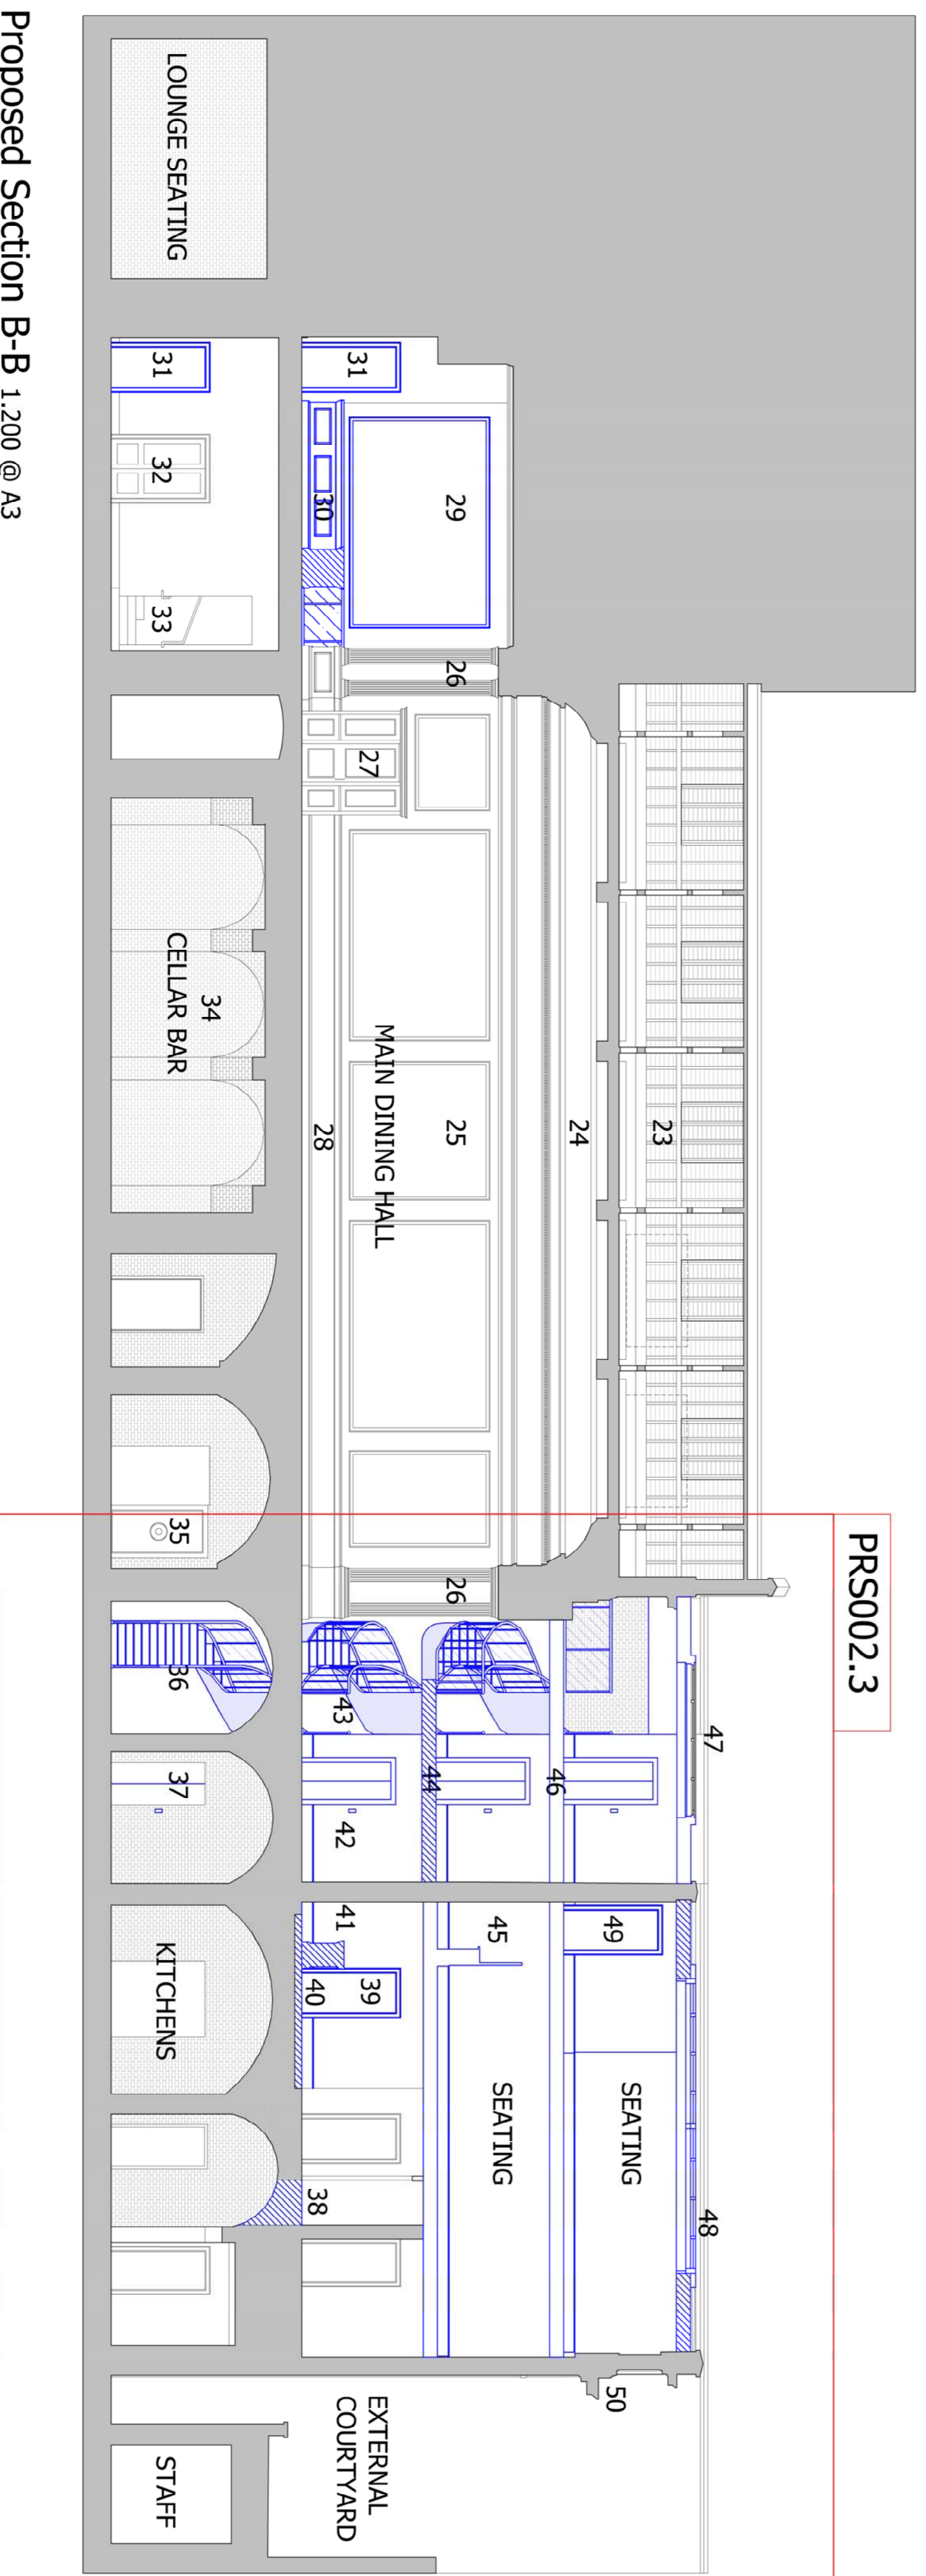 PRS002.3
47
48
23
46
49
SEATING
50
24
44
45
SEATING
29
26
25
26
MAIN DINING HALL
31
27
43
42
41
39
EXTERNAL
COURTYARD
30
28
40
38
34
LOUNGE SEATING
31
32
33
CELLAR BAR
35
36
37
KITCHENS
STAFF
Proposed Section B-B 1.200 @ A3